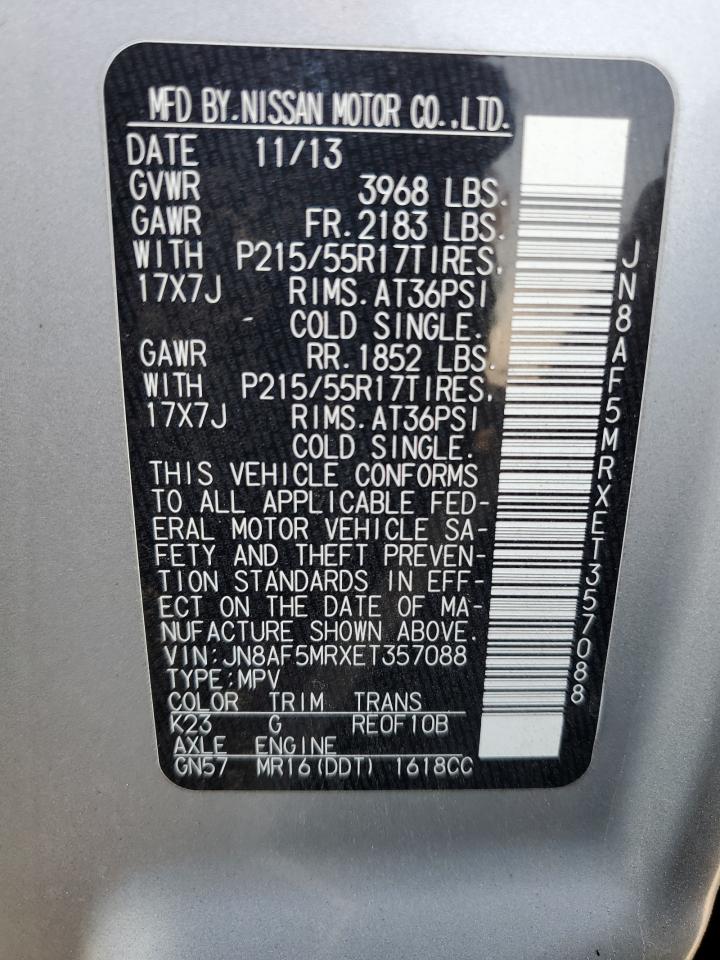 MFD BY.NISSAN MOTOR CO.,LTD.
DATE 11/13
GVWR 3968 LBS.
GAWR FR.2183 LBS.
WITH P215/55R17TIRES,
17X7J RIMS.AT36PSI
COLD SINGLE.
GAWR RR.1852 LBS.
WITH P215/55R17TIRES,
17X7J RIMS.AT36PSI
COLD SINGLE.
THIS VEHICLE CONFORMS
TO ALL APPLICABLE FED-
ERAL MOTOR VEHICLE SA-
FETY AND THEFT PREVEN-
TION STANDARDS IN EFF-
ECT ON THE DATE OF MA-
NUFACTURE SHOWN ABOVE.
VIN:JN8AF5MRXET357088
TYPE:MPV
COLOR TRIM TRANS
K23 G RE0F10B
AXLE ENGINE
GN57 MR16(DDT) 1618CC
JN8AF5MRXET357088